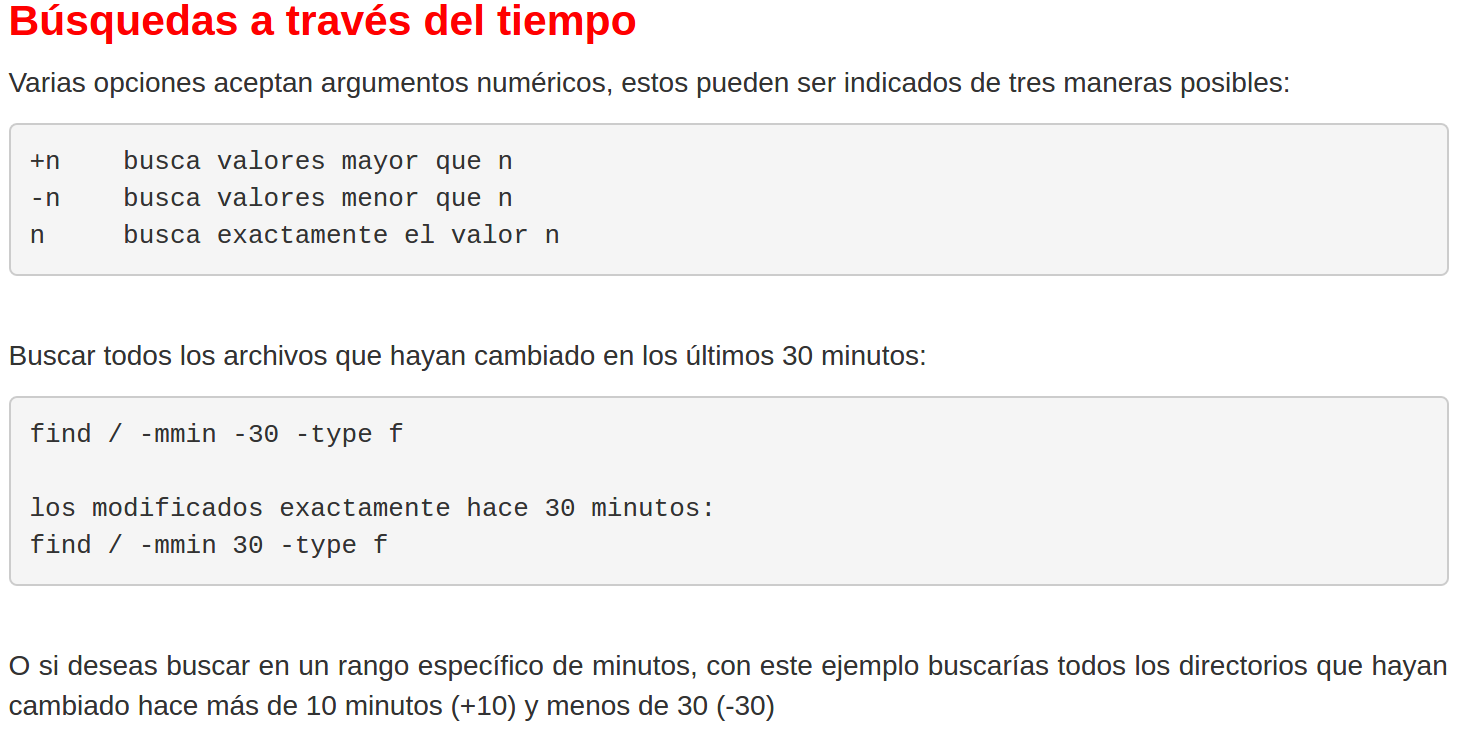 Búsquedas a través del tiempo
Varias opciones aceptan argumentos numéricos, estos pueden ser indicados de tres maneras posibles:
+n    busca valores mayor que n
-n    busca valores menor que n
n     busca exactamente el valor n
Buscar todos los archivos que hayan cambiado en los últimos 30 minutos:
find / -mmin -30 -type f
los modificados exactamente hace 30 minutos:
find / -mmin 30 -type f
O si deseas buscar en un rango específico de minutos, con este ejemplo buscarías todos los directorios que hayan
cambiado hace más de 10 minutos (+10) y menos de 30 (-30)